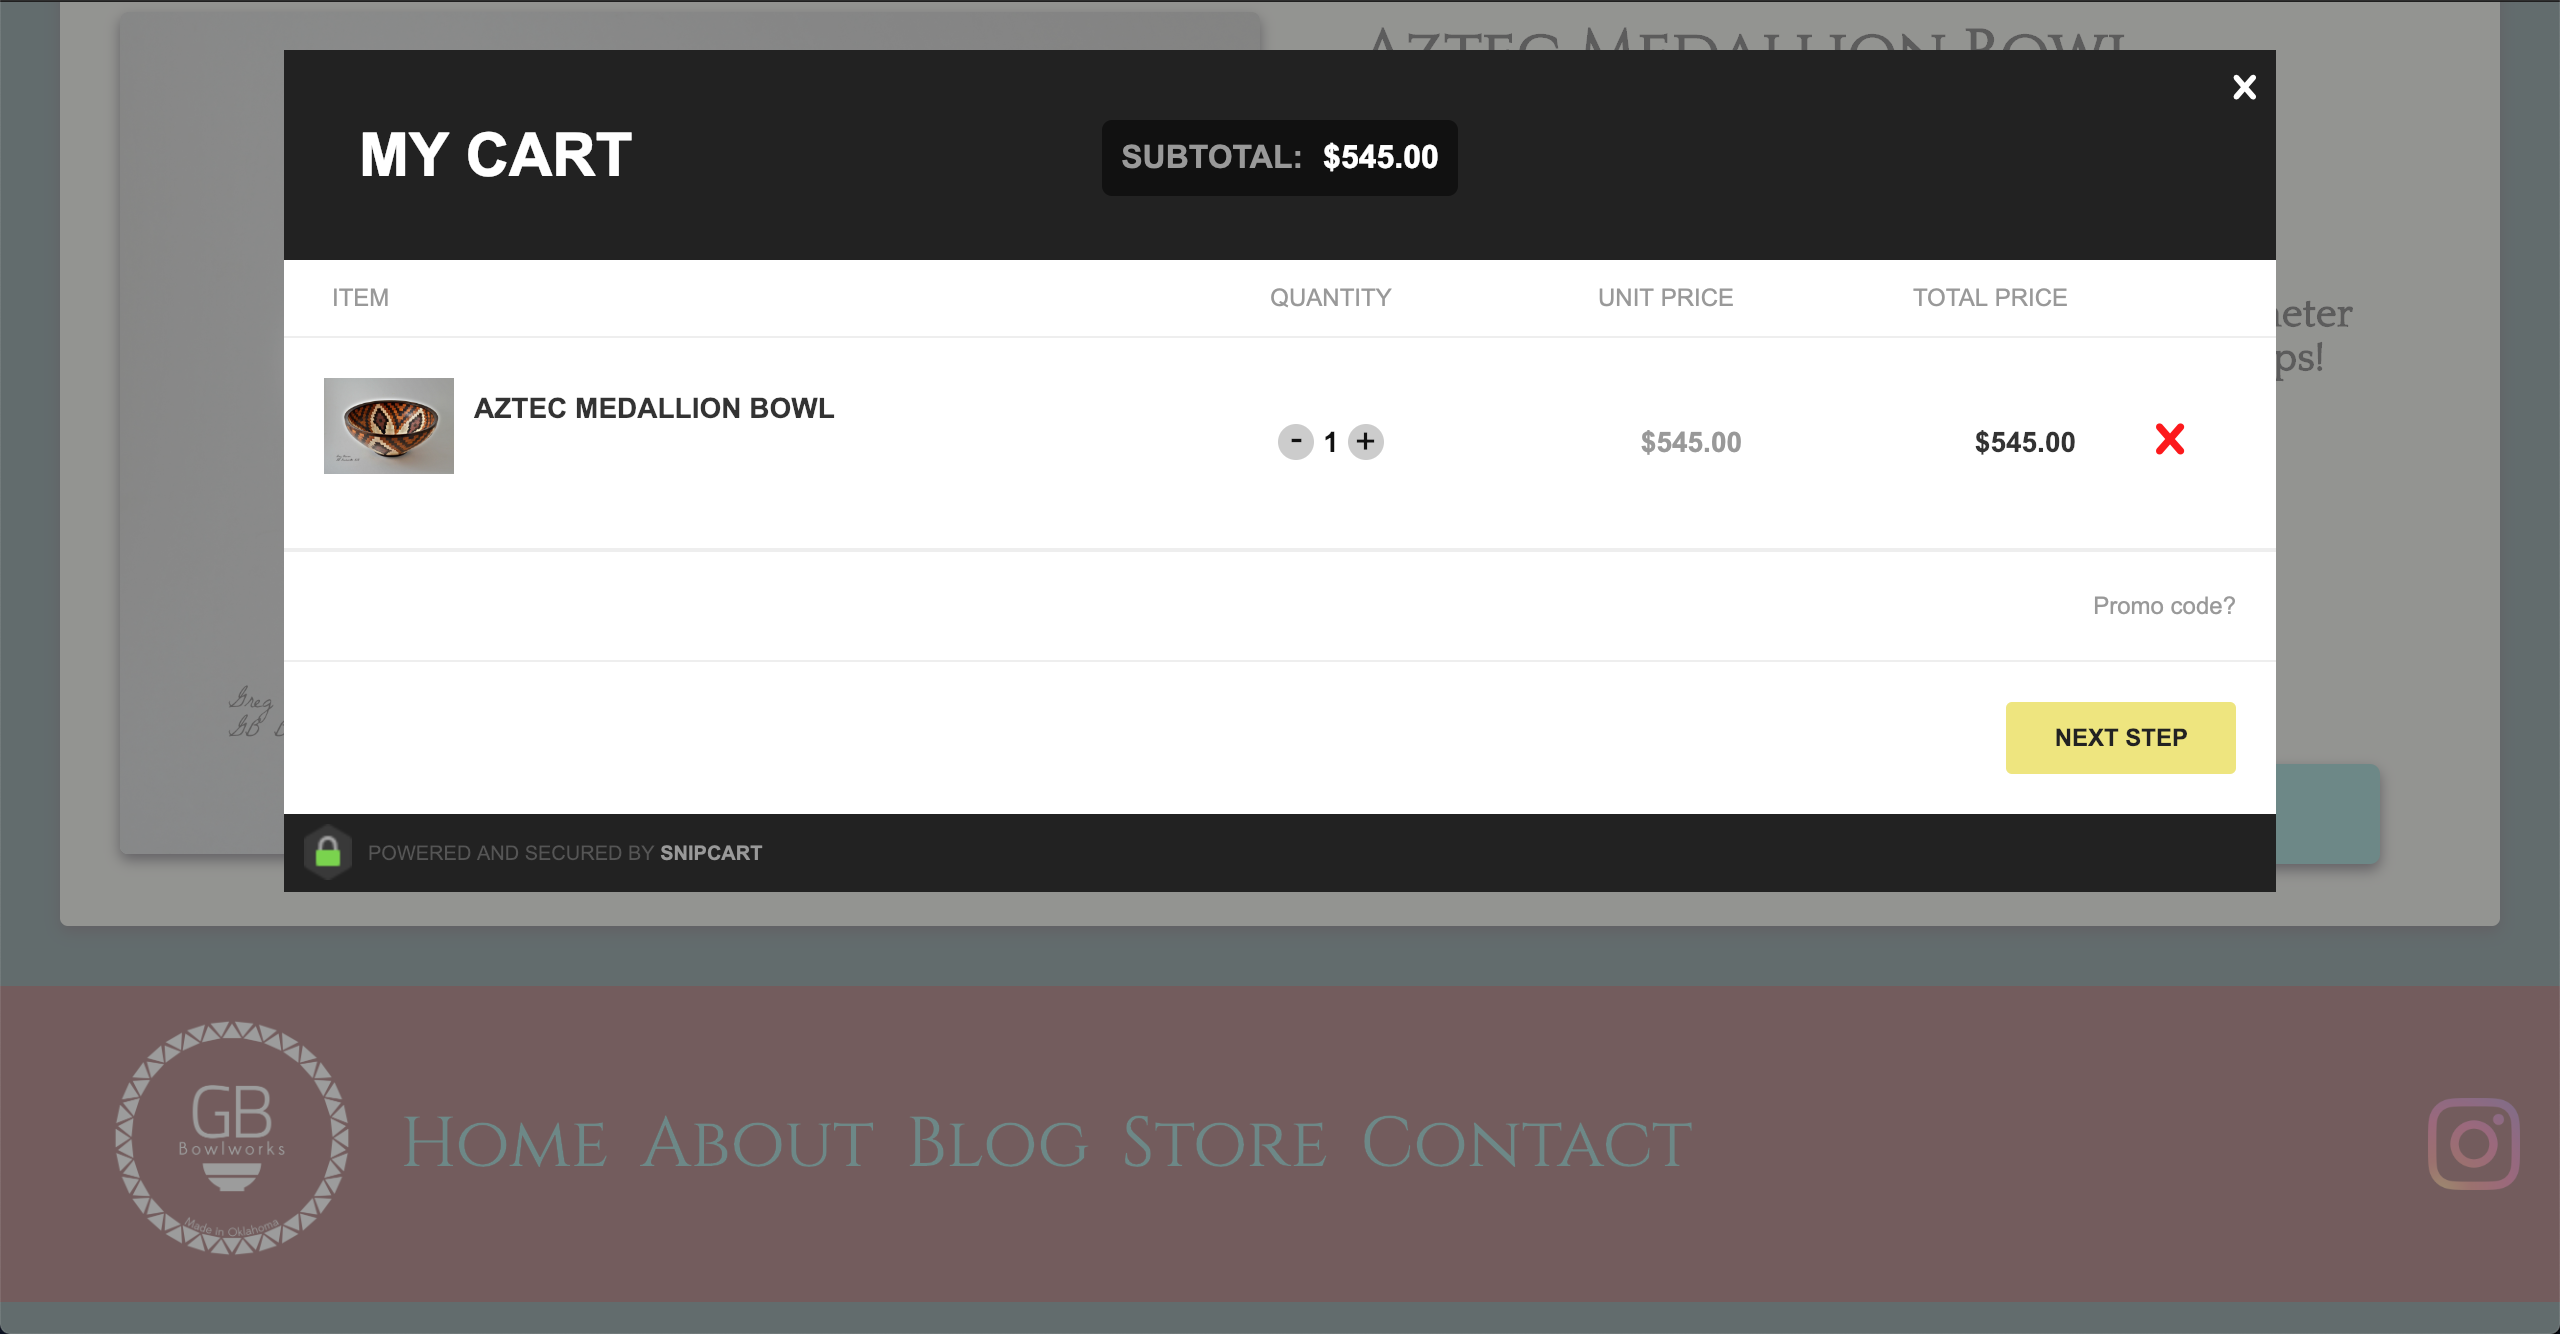 AZTEC MEDALLION BOWL
MY CART
SUBTOTAL: $545.00
ITEM QUANTITY UNIT PRICE TOTAL PRICE
AZTEC MEDALLION BOWL
- 1 + $545.00 $545.00
Promo code?
NEXT STEP
POWERED AND SECURED BY SNIPCART
ps!
Greg
GB
GB
Bowlworks
Made in Oklahoma
HOME ABOUT BLOG STORE CONTACT